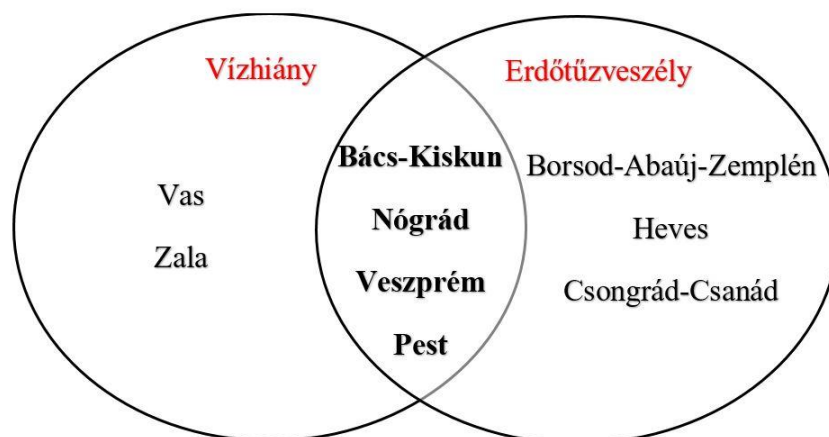 Vízhiány
Erdőtűzveszély
Vas
Zala
Bács-Kiskun
Nógrád
Veszprém
Pest
Borsod-Abaúj-Zemplén
Heves
Csongrád-Csanád